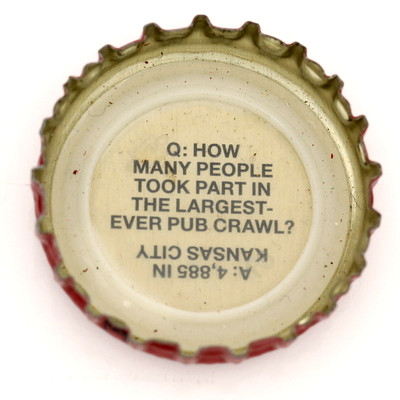 Q: HOW
MANY PEOPLE
TOOK PART IN
THE LARGEST-
EVER PUB CRAWL?
A: 4,885 IN
KANSAS CITY